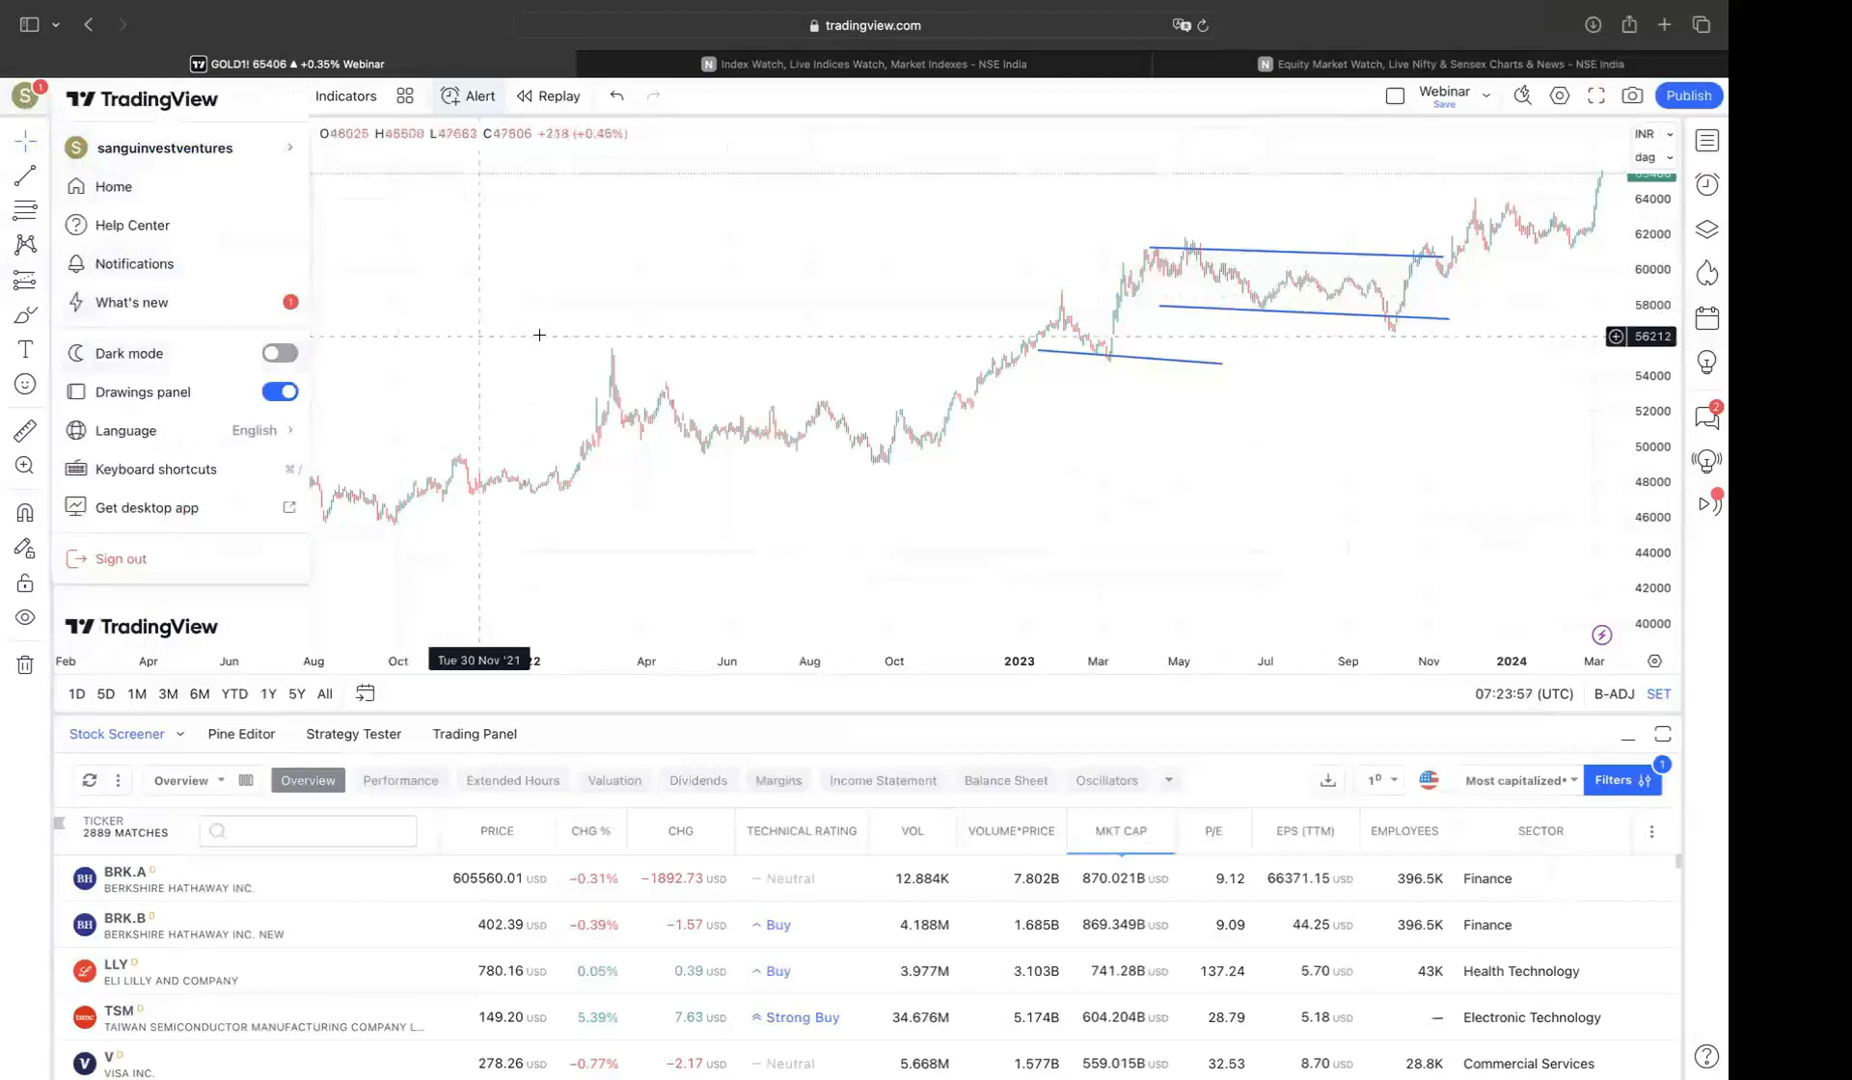 tradingview.com
GOLD1! 65406 ▲ +0.35% Webinar
Index Watch, Live Indices Watch, Market Indexes - NSE India
Equity Market Watch, Live Nifty & Sensex Charts & News - NSE India
S 1
TradingView
Indicators
Alert
Replay
Webinar
Save
Publish
O48025 H48600 L47663 C47806 +218 (+0.46%)
INR
dag
S sanguinvestventures
Home
Help Center
Notifications
What's new 1
Dark mode
Drawings panel
Language English
Keyboard shortcuts ⌘ /
Get desktop app
Sign out
TradingView
64000
62000
60000
58000
56212
54000
52000
50000
48000
46000
44000
42000
40000
2
Feb Apr Jun Aug Oct Tue 30 Nov '21 22 Apr Jun Aug Oct 2023 Mar May Jul Sep Nov 2024 Mar
1D 5D 1M 3M 6M YTD 1Y 5Y All
07:23:57 (UTC) B-ADJ SET
Stock Screener Pine Editor Strategy Tester Trading Panel
Overview Overview Performance Extended Hours Valuation Dividends Margins Income Statement Balance Sheet Oscillators 1D Most capitalized Filters 1
TICKER
2889 MATCHES
PRICE CHG % CHG TECHNICAL RATING VOL VOLUME*PRICE MKT CAP P/E EPS (TTM) EMPLOYEES SECTOR
BH BRK.A D 605560.01 USD −0.31% −1892.73 USD Neutral 12.884K 7.802B 870.021B USD 9.12 66371.15 USD 396.5K Finance
BERKSHIRE HATHAWAY INC.
BH BRK.B D 402.39 USD −0.39% −1.57 USD Buy 4.188M 1.685B 869.349B USD 9.09 44.25 USD 396.5K Finance
BERKSHIRE HATHAWAY INC. NEW
LLY D 780.16 USD 0.05% 0.39 USD Buy 3.977M 3.103B 741.28B USD 137.24 5.70 USD 43K Health Technology
ELI LILLY AND COMPANY
TSM D 149.20 USD 5.39% 7.63 USD Strong Buy 34.676M 5.174B 604.204B USD 28.79 5.18 USD — Electronic Technology
TAIWAN SEMICONDUCTOR MANUFACTURING COMPANY L...
V V D 278.26 USD −0.77% −2.17 USD Neutral 5.668M 1.577B 559.015B USD 32.53 8.70 USD 28.8K Commercial Services
VISA INC.